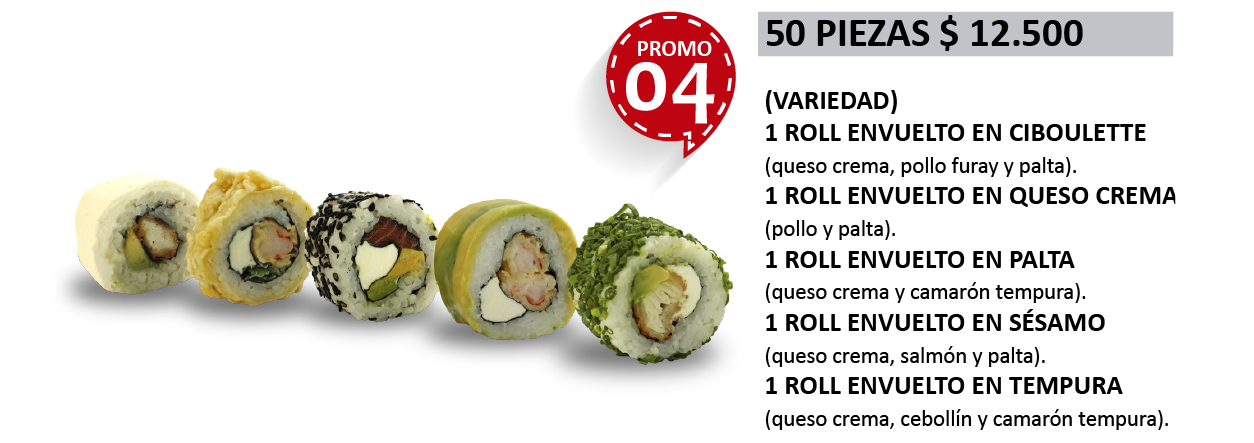 PROMO
04
50 PIEZAS $ 12.500
(VARIEDAD)
1 ROLL ENVUELTO EN CIBOULETTE
(queso crema, pollo furay y palta).
1 ROLL ENVUELTO EN QUESO CREMA
(pollo y palta).
1 ROLL ENVUELTO EN PALTA
(queso crema y camarón tempura).
1 ROLL ENVUELTO EN SÉSAMO
(queso crema, salmón y palta).
1 ROLL ENVUELTO EN TEMPURA
(queso crema, cebollín y camarón tempura).